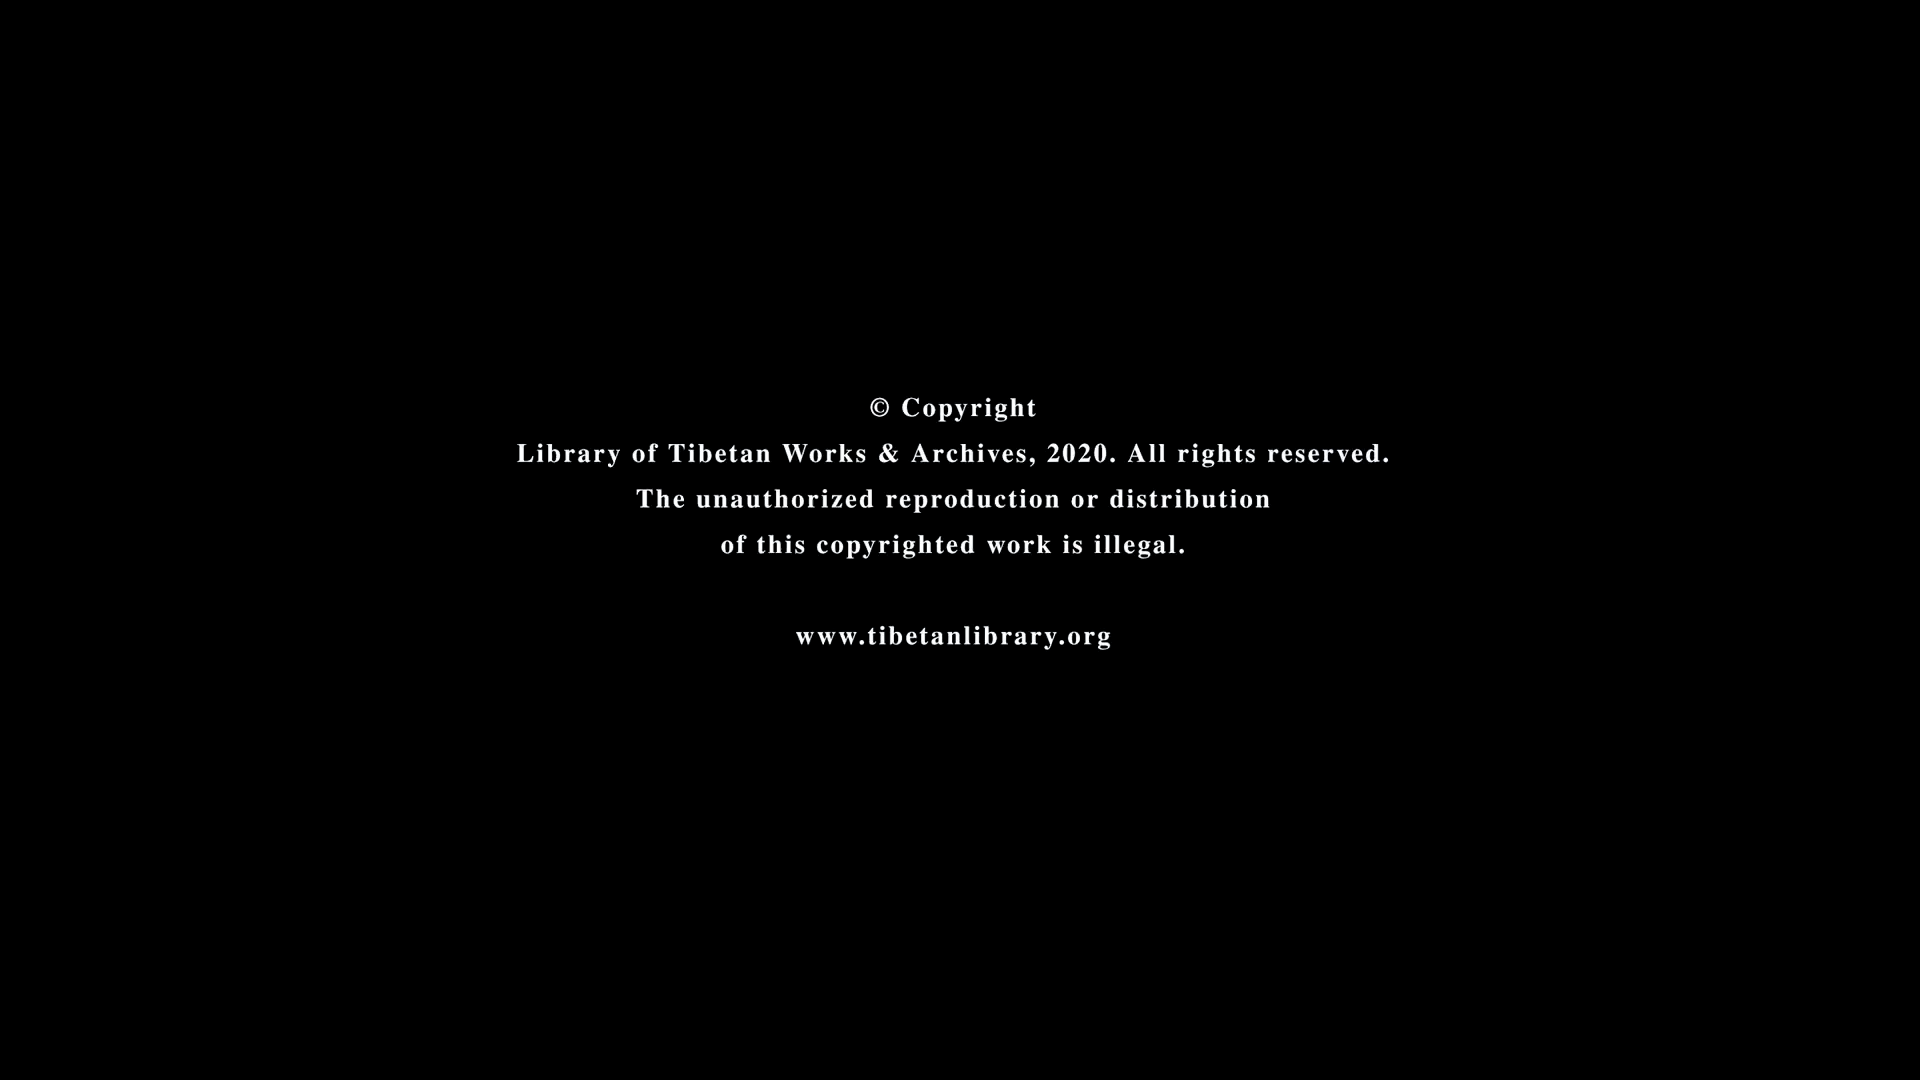 © Copyright
Library of Tibetan Works & Archives, 2020. All rights reserved.
The unauthorized reproduction or distribution
of this copyrighted work is illegal.
www.tibetanlibrary.org